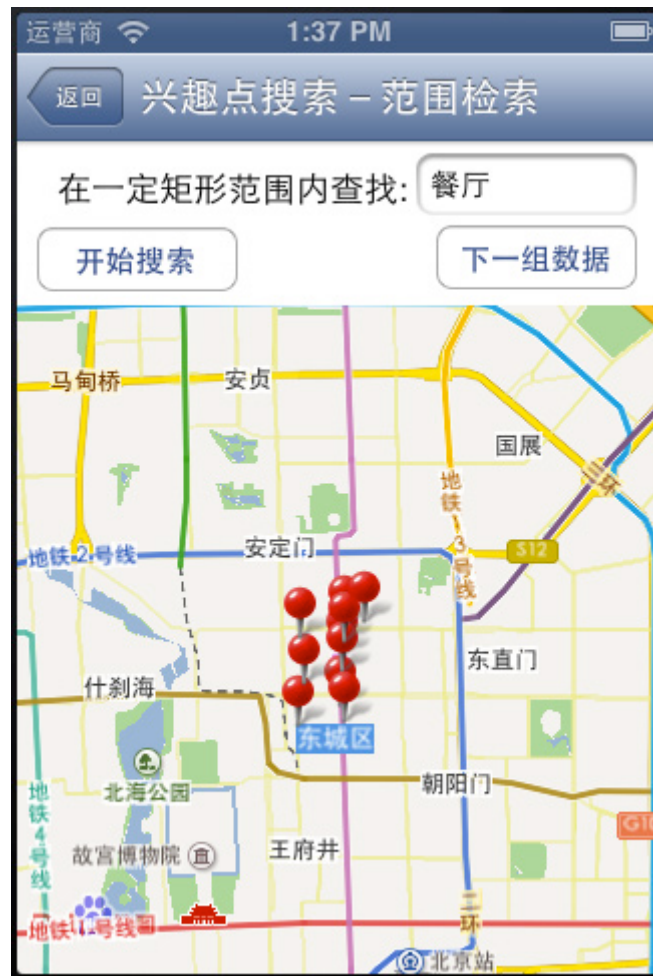 运营商 1:37 PM
返回 兴趣点搜索 – 范围检索
在一定矩形范围内查找: 餐厅
开始搜索 下一组数据
马甸桥
安贞
国展
三环
地铁13号线
地铁2号线
安定门
S12
东直门
什刹海
东城区
朝阳门
北海公园
地铁4号线
故宫博物院
王府井
二环
北京站